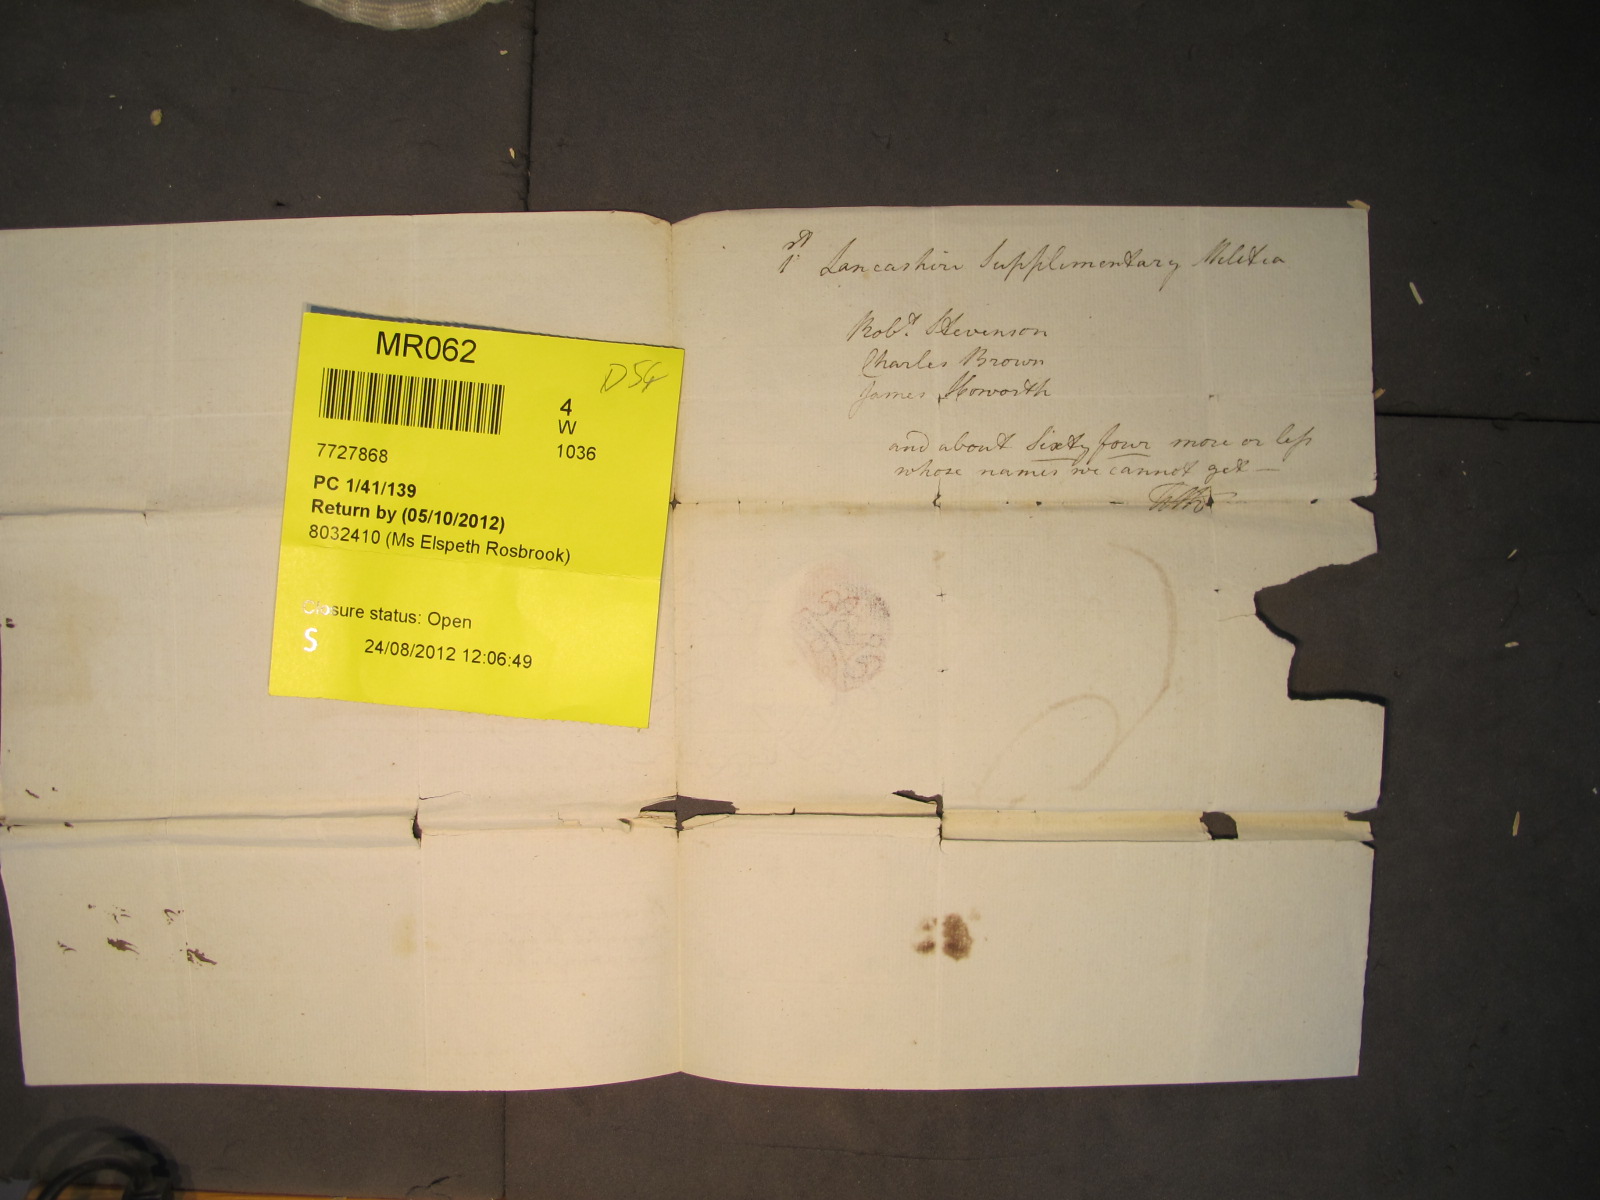 1st Lancashire Supplimentary Militia
Robt. Stevenson
Charles Brown
James Howorth
and about Sixty four more or less
whose names we cannot get —
MR062
D54
4
W
7727868
1036
PC 1/41/139
Return by (05/10/2012)
8032410 (Ms Elspeth Rosbrook)
Closure status: Open
S
24/08/2012 12:06:49